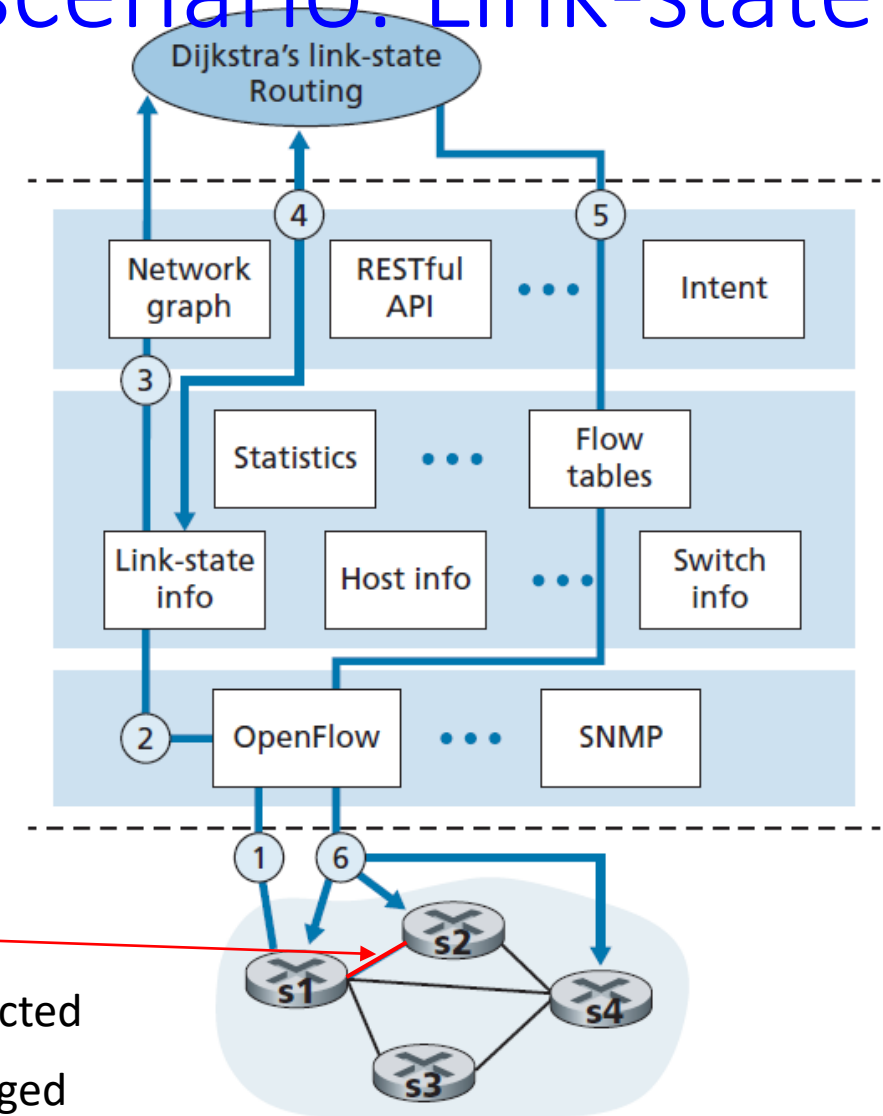 scenario: Link-state
Dijkstra's link-state
Routing
4
5
Network
graph
RESTful
API
Intent
3
Statistics
Flow
tables
Link-state
info
Host info
Switch
info
2
OpenFlow
SNMP
1
6
s2
s1
s4
cted
s3
ged